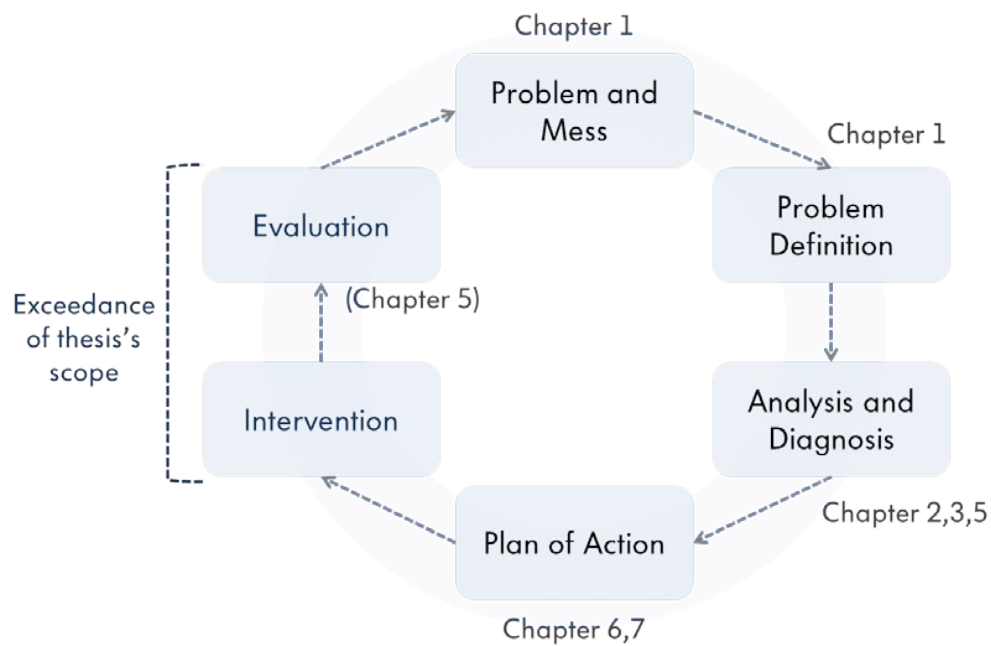 Chapter 1
Problem and
Mess
Chapter 1
Problem
Definition
Analysis and
Diagnosis
Chapter 2,3,5
Plan of Action
Chapter 6,7
Intervention
(Chapter 5)
Evaluation
Exceedance
of thesis's
scope